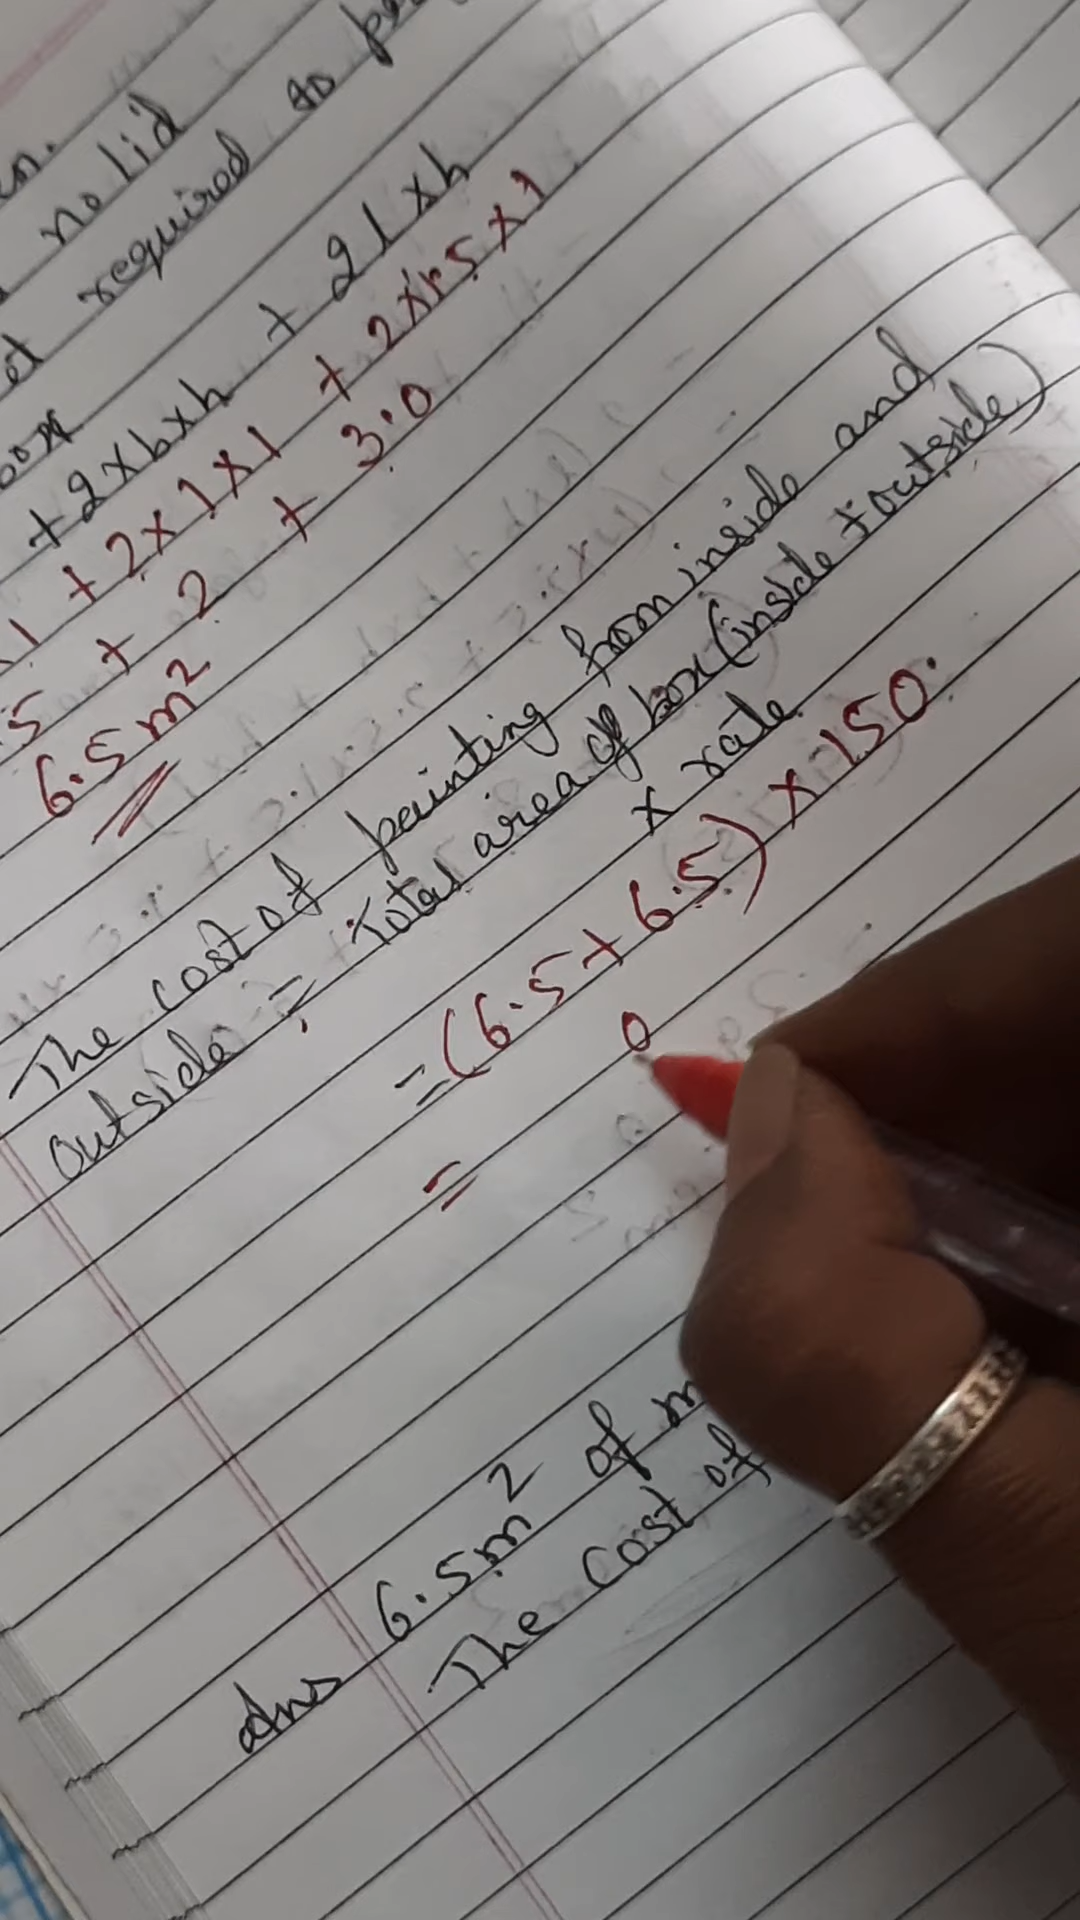 no lid
required to
+ 2×b×h + 2l×h
+ 2×1×1 + 2×1.5×1
.5 + 2 + 3.0
6.5m²
The cost of painting from inside and
outside = Total area of box (inside + outside)
× rate
= (6.5 + 6.5) × 150.
= 0
Ans 6.5m² of m
The cost of